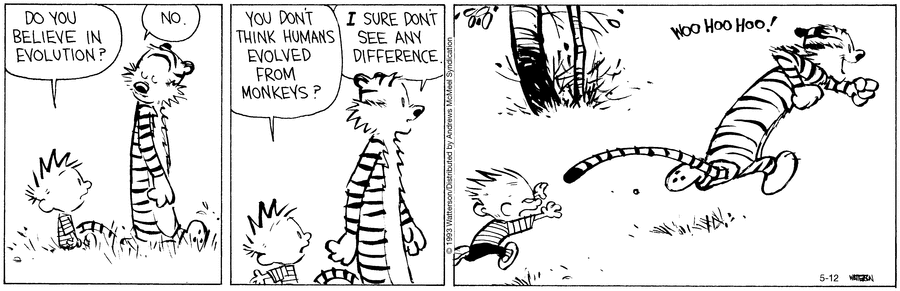 DO YOU
BELIEVE IN
EVOLUTION?
NO.
YOU DON'T
THINK HUMANS
EVOLVED
FROM
MONKEYS?
I SURE DON'T
SEE ANY
DIFFERENCE.
© 1993 Watterson/Distributed by Andrews McMeel Syndication
WOO HOO HOO!
5-12 WATTERSON